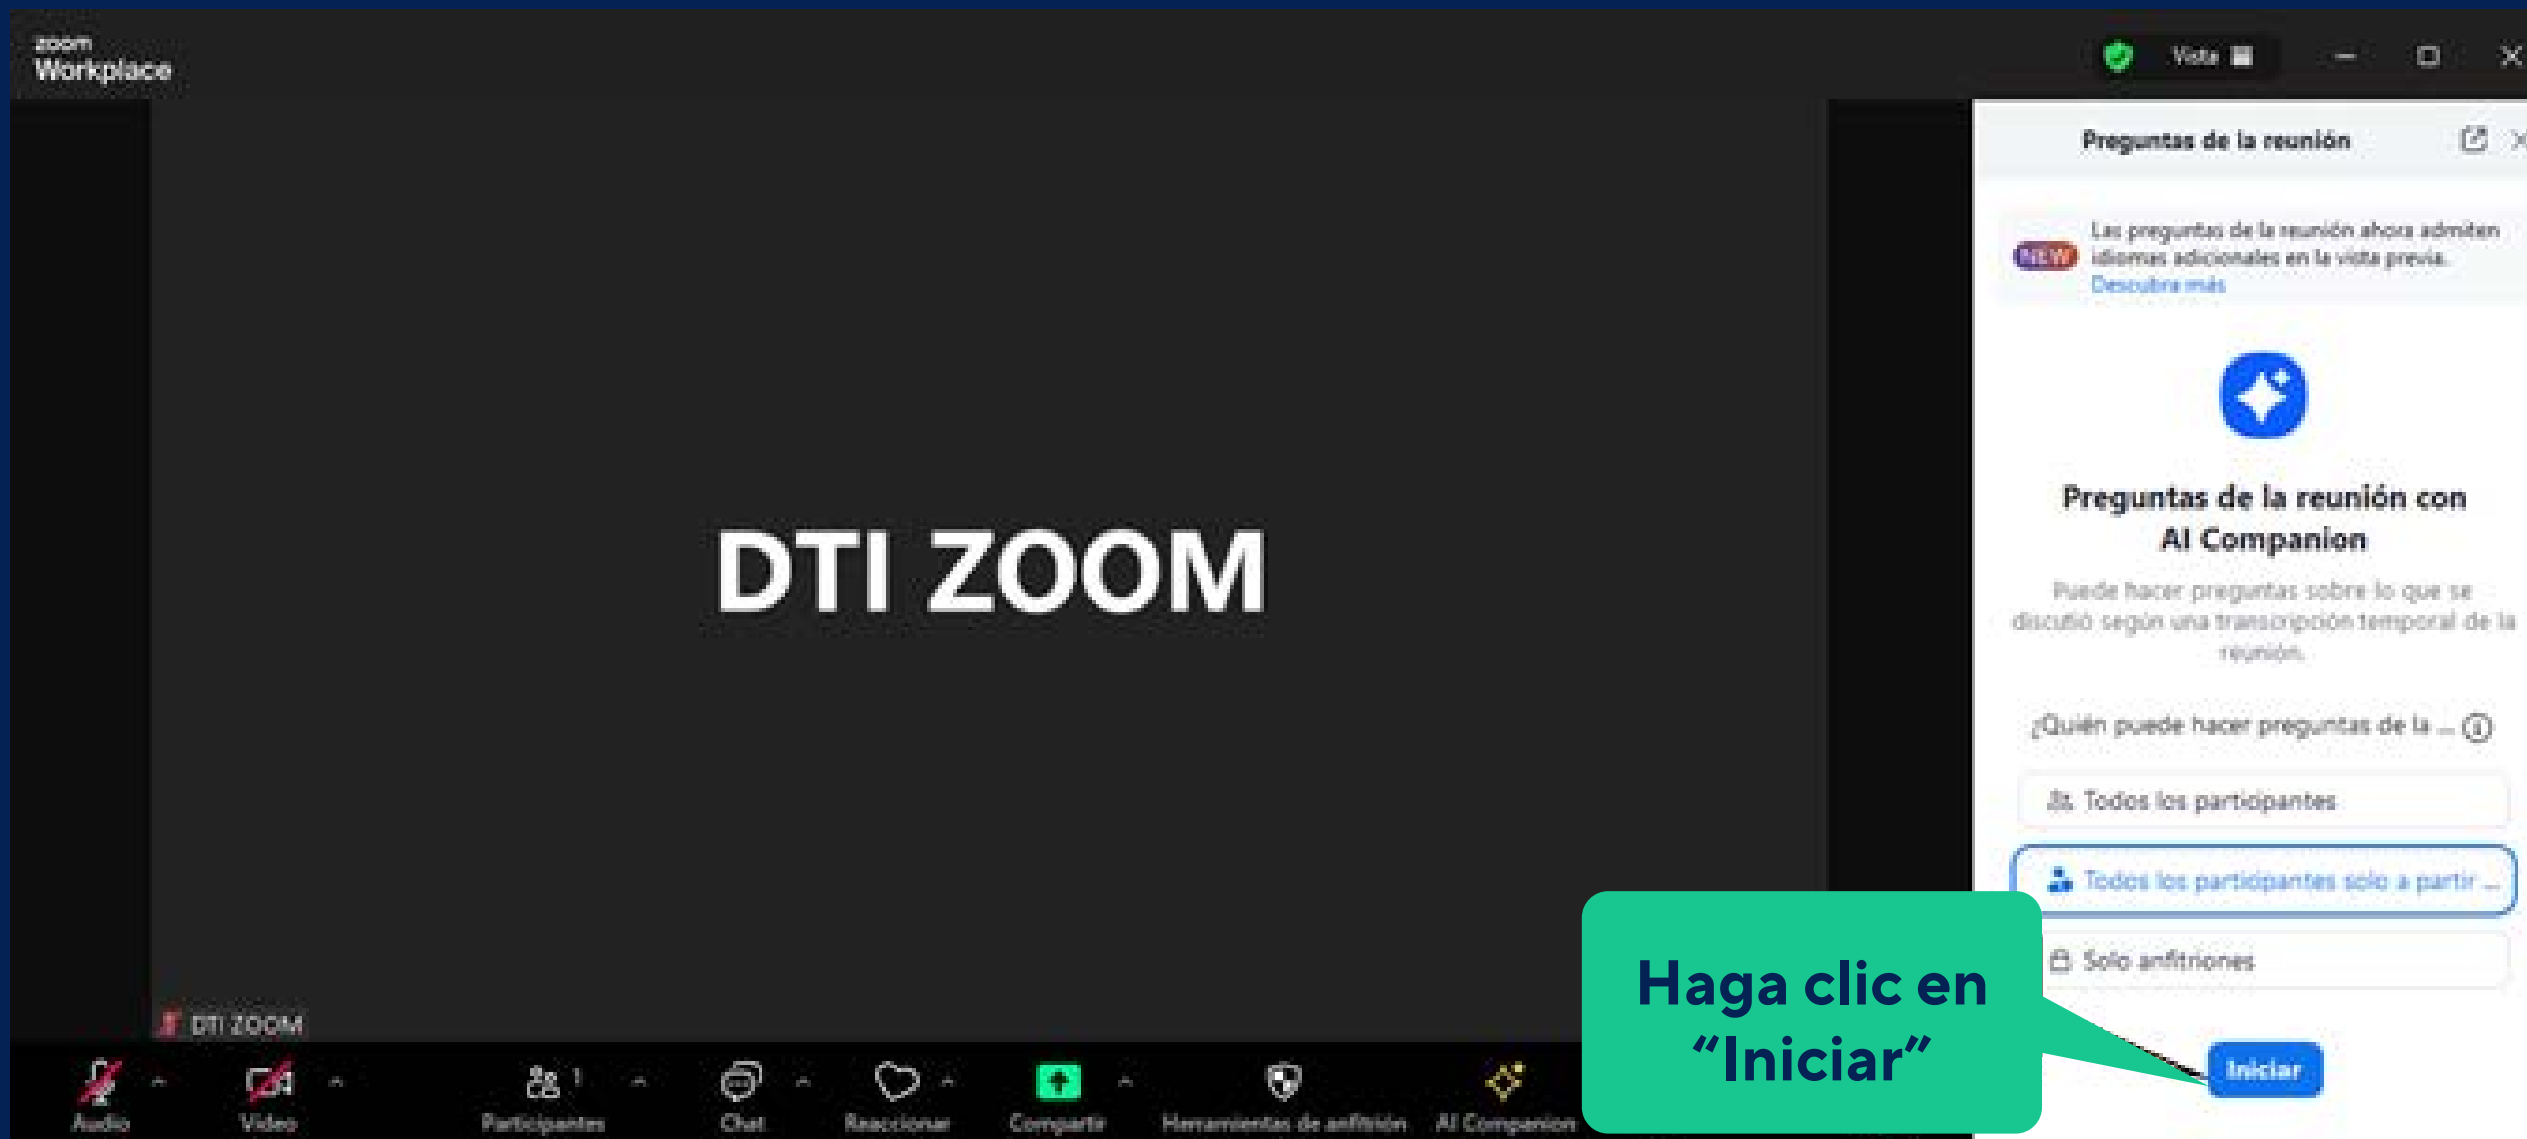 zoom
Workplace
Vista
Preguntas de la reunión
NEW
Las preguntas de la reunión ahora admiten
idiomas adicionales en la vista previa.
Descubra más
Preguntas de la reunión con
AI Companion
Puede hacer preguntas sobre lo que se
discutió según una transcripción temporal de la
reunión.
¿Quién puede hacer preguntas de la ...
Todos los participantes
Todos los participantes solo a partir ...
Solo anfitriones
Iniciar
DTI ZOOM
Haga clic en
“Iniciar”
DTI ZOOM
1
Audio
Video
Participantes
Chat
Reaccionar
Compartir
Herramientas de anfitrión
AI Companion